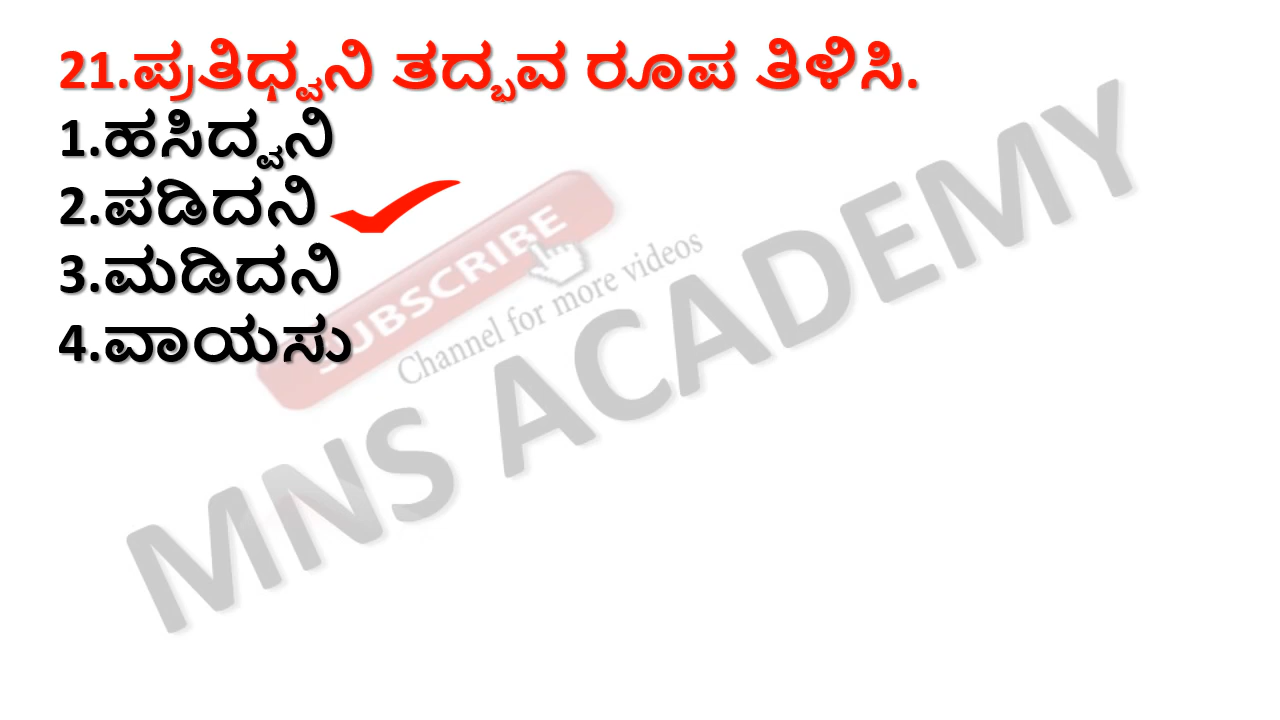 21.ಪ್ರತಿಧ್ವನಿ ತದ್ಭವ ರೂಪ ತಿಳಿಸಿ.
1.ಹಸಿದ್ವನಿ
2.ಪಡಿದನಿ
3.ಮಡಿದನಿ
4.ವಾಯಸು
SUBSCRIBE
Channel for more videos
MNS ACADEMY